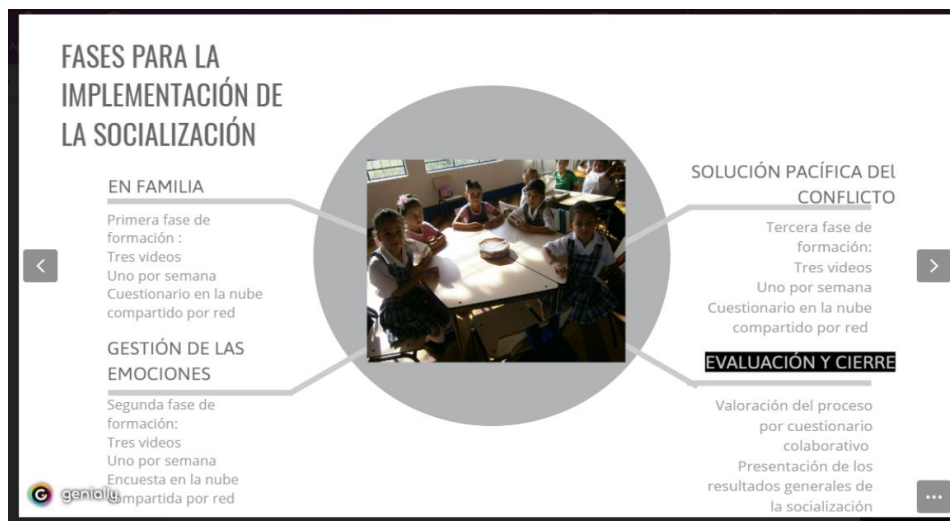 FASES PARA LA
IMPLEMENTACIÓN DE
LA SOCIALIZACIÓN
EN FAMILIA
Primera fase de
formación :
Tres videos
Uno por semana
Cuestionario en la nube
compartido por red
GESTIÓN DE LAS
EMOCIONES
Segunda fase de
formación:
Tres videos
Uno por semana
Encuesta en la nube
compartida por red
SOLUCIÓN PACÍFICA DEL
CONFLICTO
Tercera fase de
formación:
Tres videos
Uno por semana
Cuestionario en la nube
compartido por red
EVALUACIÓN Y CIERRE
Valoración del proceso
por cuestionario
colaborativo
Presentación de los
resultados generales de
la socialización
genially